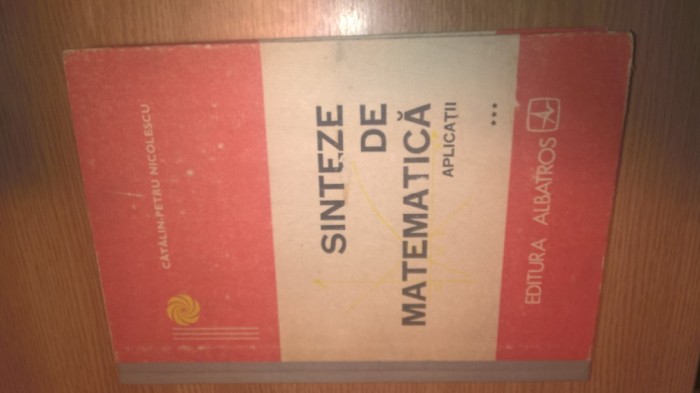 CĂTĂLIN-PETRU NICOLESCU
SINTEZE
DE
MATEMATICĂ
APLICAȚII
***
EDITURA ALBATROS